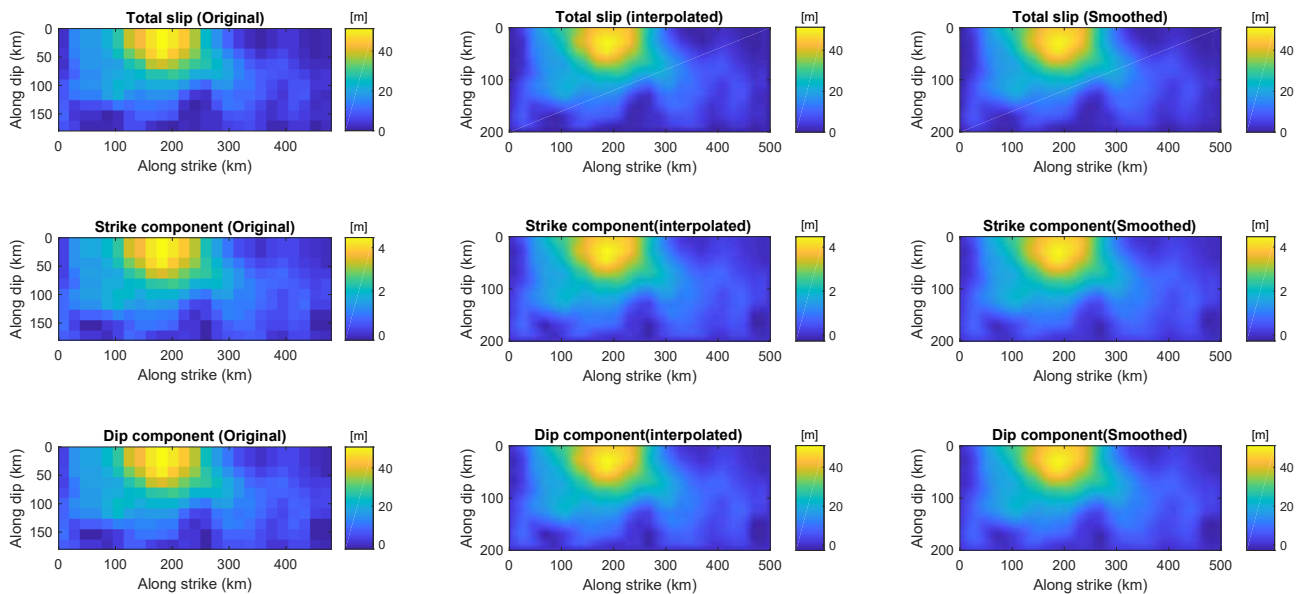 Total slip (Original)
[m]
0
50
100
150
Along dip (km)
0 100 200 300 400
Along strike (km)
40
20
0
Total slip (interpolated)
[m]
0
100
200
Along dip (km)
0 100 200 300 400 500
Along strike (km)
40
20
0
Total slip (Smoothed)
[m]
0
100
200
Along dip (km)
0 100 200 300 400 500
Along strike (km)
40
20
0
Strike component (Original)
[m]
0
50
100
150
Along dip (km)
0 100 200 300 400
Along strike (km)
4
2
0
Strike component(interpolated)
[m]
0
100
200
Along dip (km)
0 100 200 300 400 500
Along strike (km)
4
2
0
Strike component(Smoothed)
[m]
0
100
200
Along dip (km)
0 100 200 300 400 500
Along strike (km)
4
2
0
Dip component (Original)
[m]
0
50
100
150
Along dip (km)
0 100 200 300 400
Along strike (km)
40
20
0
Dip component(interpolated)
[m]
0
100
200
Along dip (km)
0 100 200 300 400 500
Along strike (km)
40
20
0
Dip component(Smoothed)
[m]
0
100
200
Along dip (km)
0 100 200 300 400 500
Along strike (km)
40
20
0